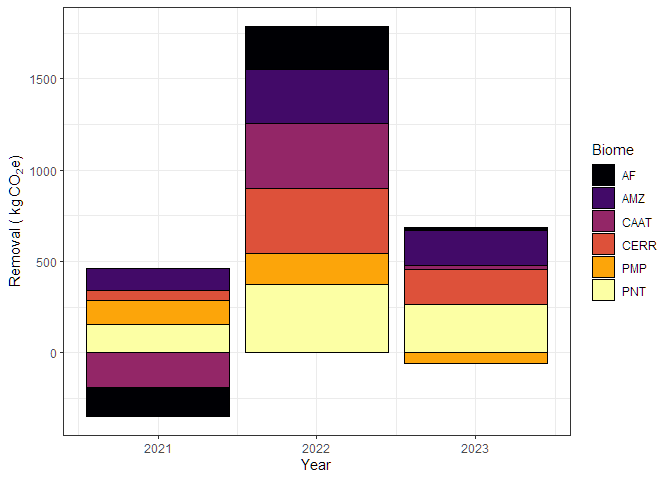 Removal ( kgCO₂e)
1500
1000
500
0
2021
2022
2023
Year
Biome
AF
AMZ
CAAT
CERR
PMP
PNT